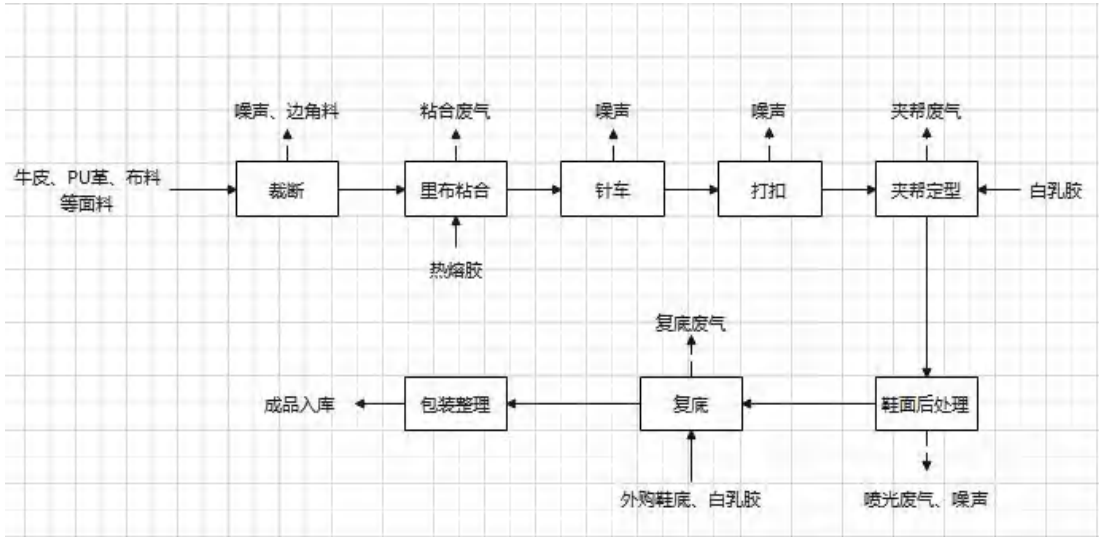 噪声、边角料
粘合废气
噪声
噪声
夹帮废气
牛皮、PU革、布料
等面料
裁断
里布粘合
针车
打扣
夹帮定型
白乳胶
热熔胶
复底废气
成品入库
包装整理
复底
鞋面后处理
外购鞋底、白乳胶
喷光废气、噪声